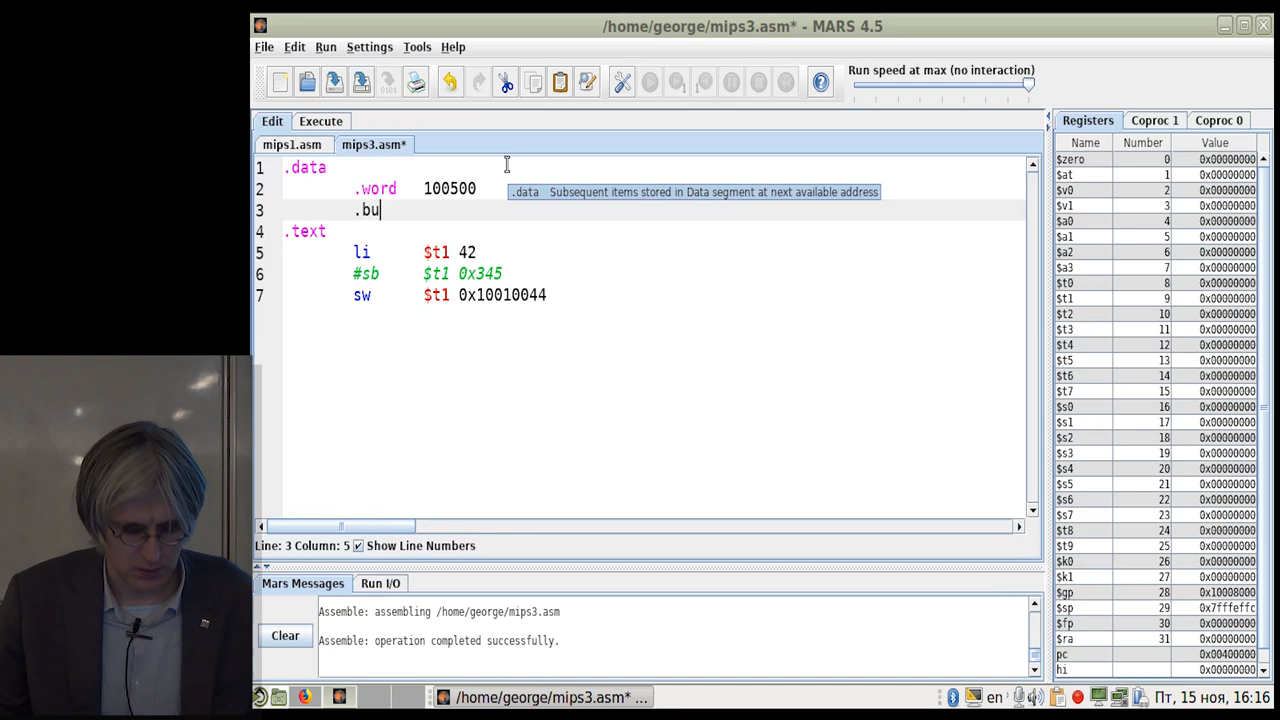 /home/george/mips3.asm* - MARS 4.5
File Edit Run Settings Tools Help
Run speed at max (no interaction)
Edit Execute
mips1.asm mips3.asm*
1 .data
2 .word 100500
.data Subsequent items stored in Data segment at next available address
3 .bu
4 .text
5 li $t1 42
6 #sb $t1 0x345
7 sw $t1 0x10010044
Line: 3 Column: 5 Show Line Numbers
Mars Messages Run I/O
Assemble: assembling /home/george/mips3.asm
Clear
Assemble: operation completed successfully.
Registers Coproc 1 Coproc 0
Name Number Value
$zero 0 0x00000000
$at 1 0x00000000
$v0 2 0x00000000
$v1 3 0x00000000
$a0 4 0x00000000
$a1 5 0x00000000
$a2 6 0x00000000
$a3 7 0x00000000
$t0 8 0x00000000
$t1 9 0x00000000
$t2 10 0x00000000
$t3 11 0x00000000
$t4 12 0x00000000
$t5 13 0x00000000
$t6 14 0x00000000
$t7 15 0x00000000
$s0 16 0x00000000
$s1 17 0x00000000
$s2 18 0x00000000
$s3 19 0x00000000
$s4 20 0x00000000
$s5 21 0x00000000
$s6 22 0x00000000
$s7 23 0x00000000
$t8 24 0x00000000
$t9 25 0x00000000
$k0 26 0x00000000
$k1 27 0x00000000
$gp 28 0x10008000
$sp 29 0x7fffeffc
$fp 30 0x00000000
$ra 31 0x00000000
pc 0x00400000
hi 0x00000000
/home/george/mips3.asm* ...
en
Пт, 15 ноя, 16:16